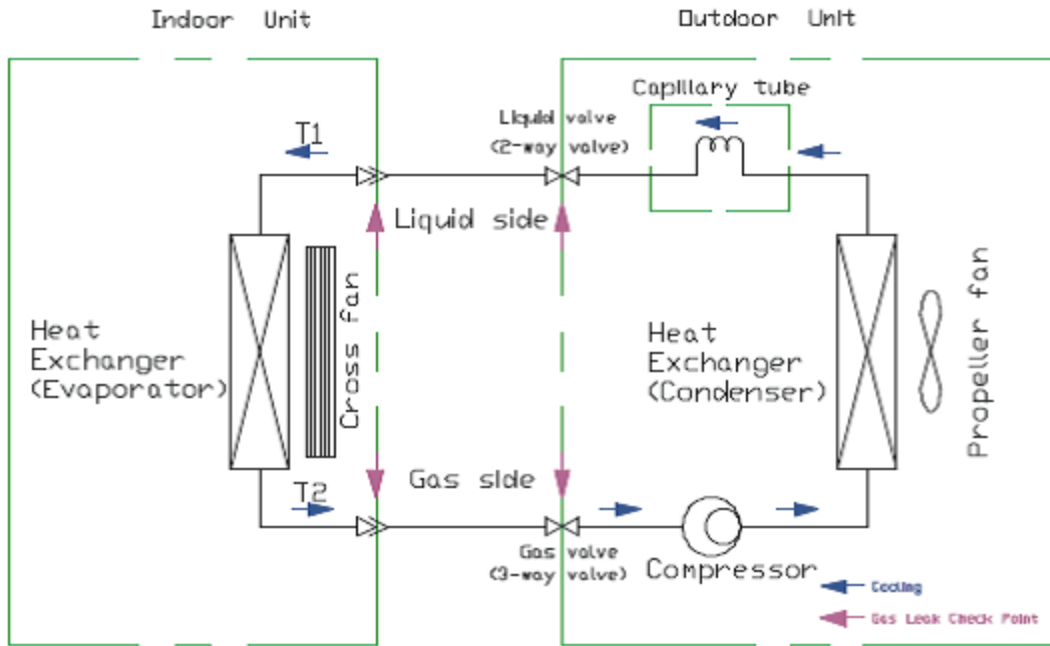 Indoor Unit
Outdoor Unit
Capillary tube
Liquid valve
(2-way valve)
T1
Liquid side
Heat
Exchanger
(Evaporator)
Cross fan
Heat
Exchanger
(Condenser)
Propeller fan
T2
Gas side
Gas valve
(3-way valve)
Compressor
Cooling
Gas Leak Check Point